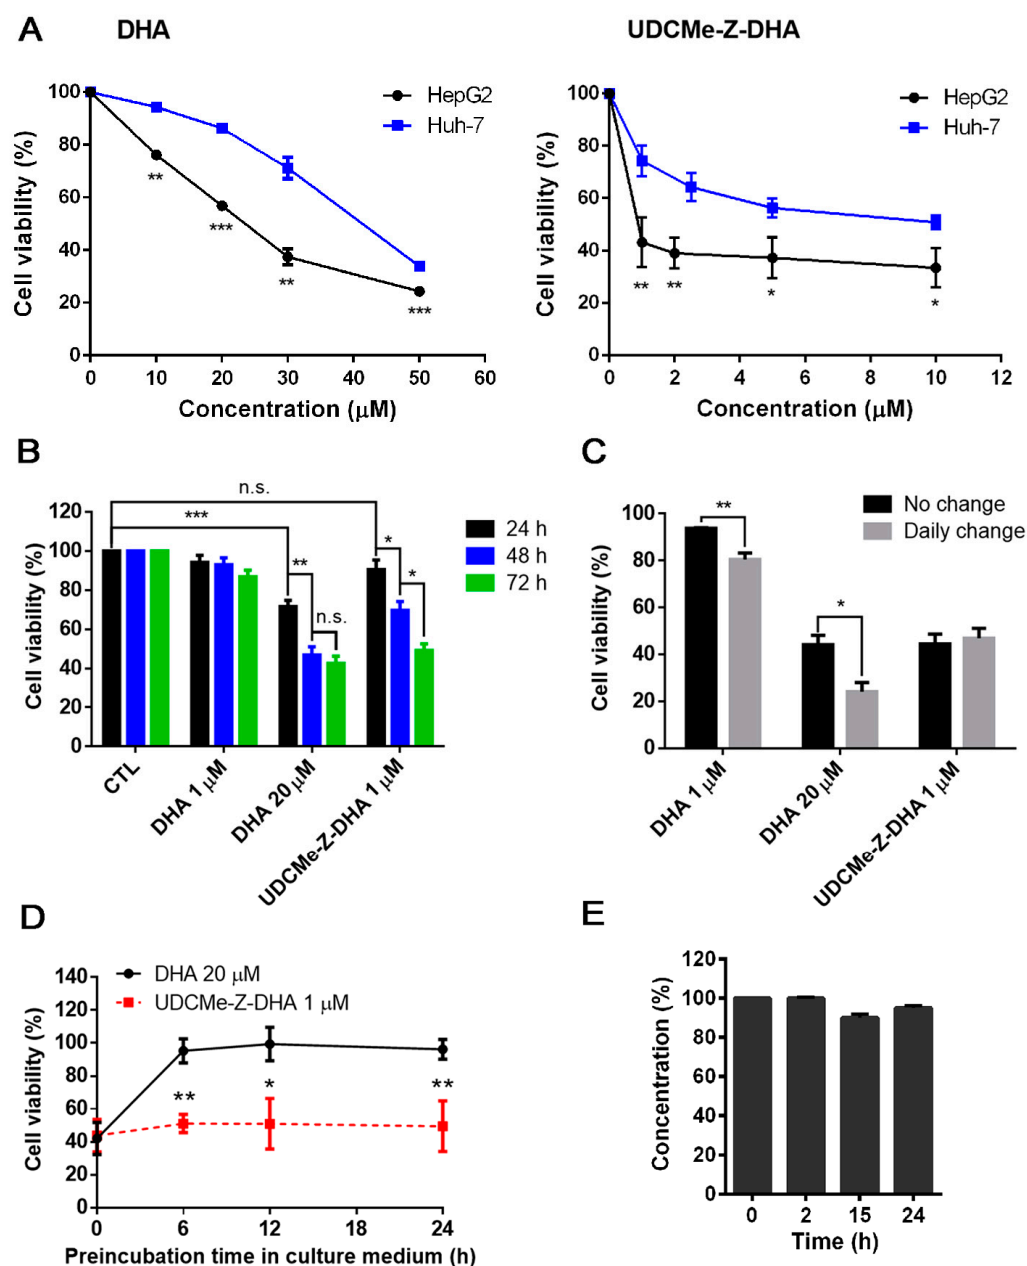 A
DHA
UDCMe-Z-DHA
HepG2
Huh-7
Cell viability (%)
100
80
60
40
20
0
0 10 20 30 40 50 60
Concentration (μM)
**
***
**
***
HepG2
Huh-7
Cell viability (%)
100
80
60
40
20
0
0 2 4 6 8 10 12
Concentration (μM)
**
**
*
*
B
n.s.
***
**
n.s.
*
*
24 h
48 h
72 h
Cell viability (%)
120
100
80
60
40
20
0
CTL
DHA 1 μM
DHA 20 μM
UDCMe-Z-DHA 1 μM
C
No change
Daily change
**
*
Cell viability (%)
100
80
60
40
20
0
DHA 1 μM
DHA 20 μM
UDCMe-Z-DHA 1 μM
D
DHA 20 μM
UDCMe-Z-DHA 1 μM
Cell viability (%)
140
120
100
80
60
40
20
0
**
*
**
0 6 12 18 24
Preincubation time in culture medium (h)
E
Concentration (%)
120
100
80
60
40
20
0
0 2 15 24
Time (h)